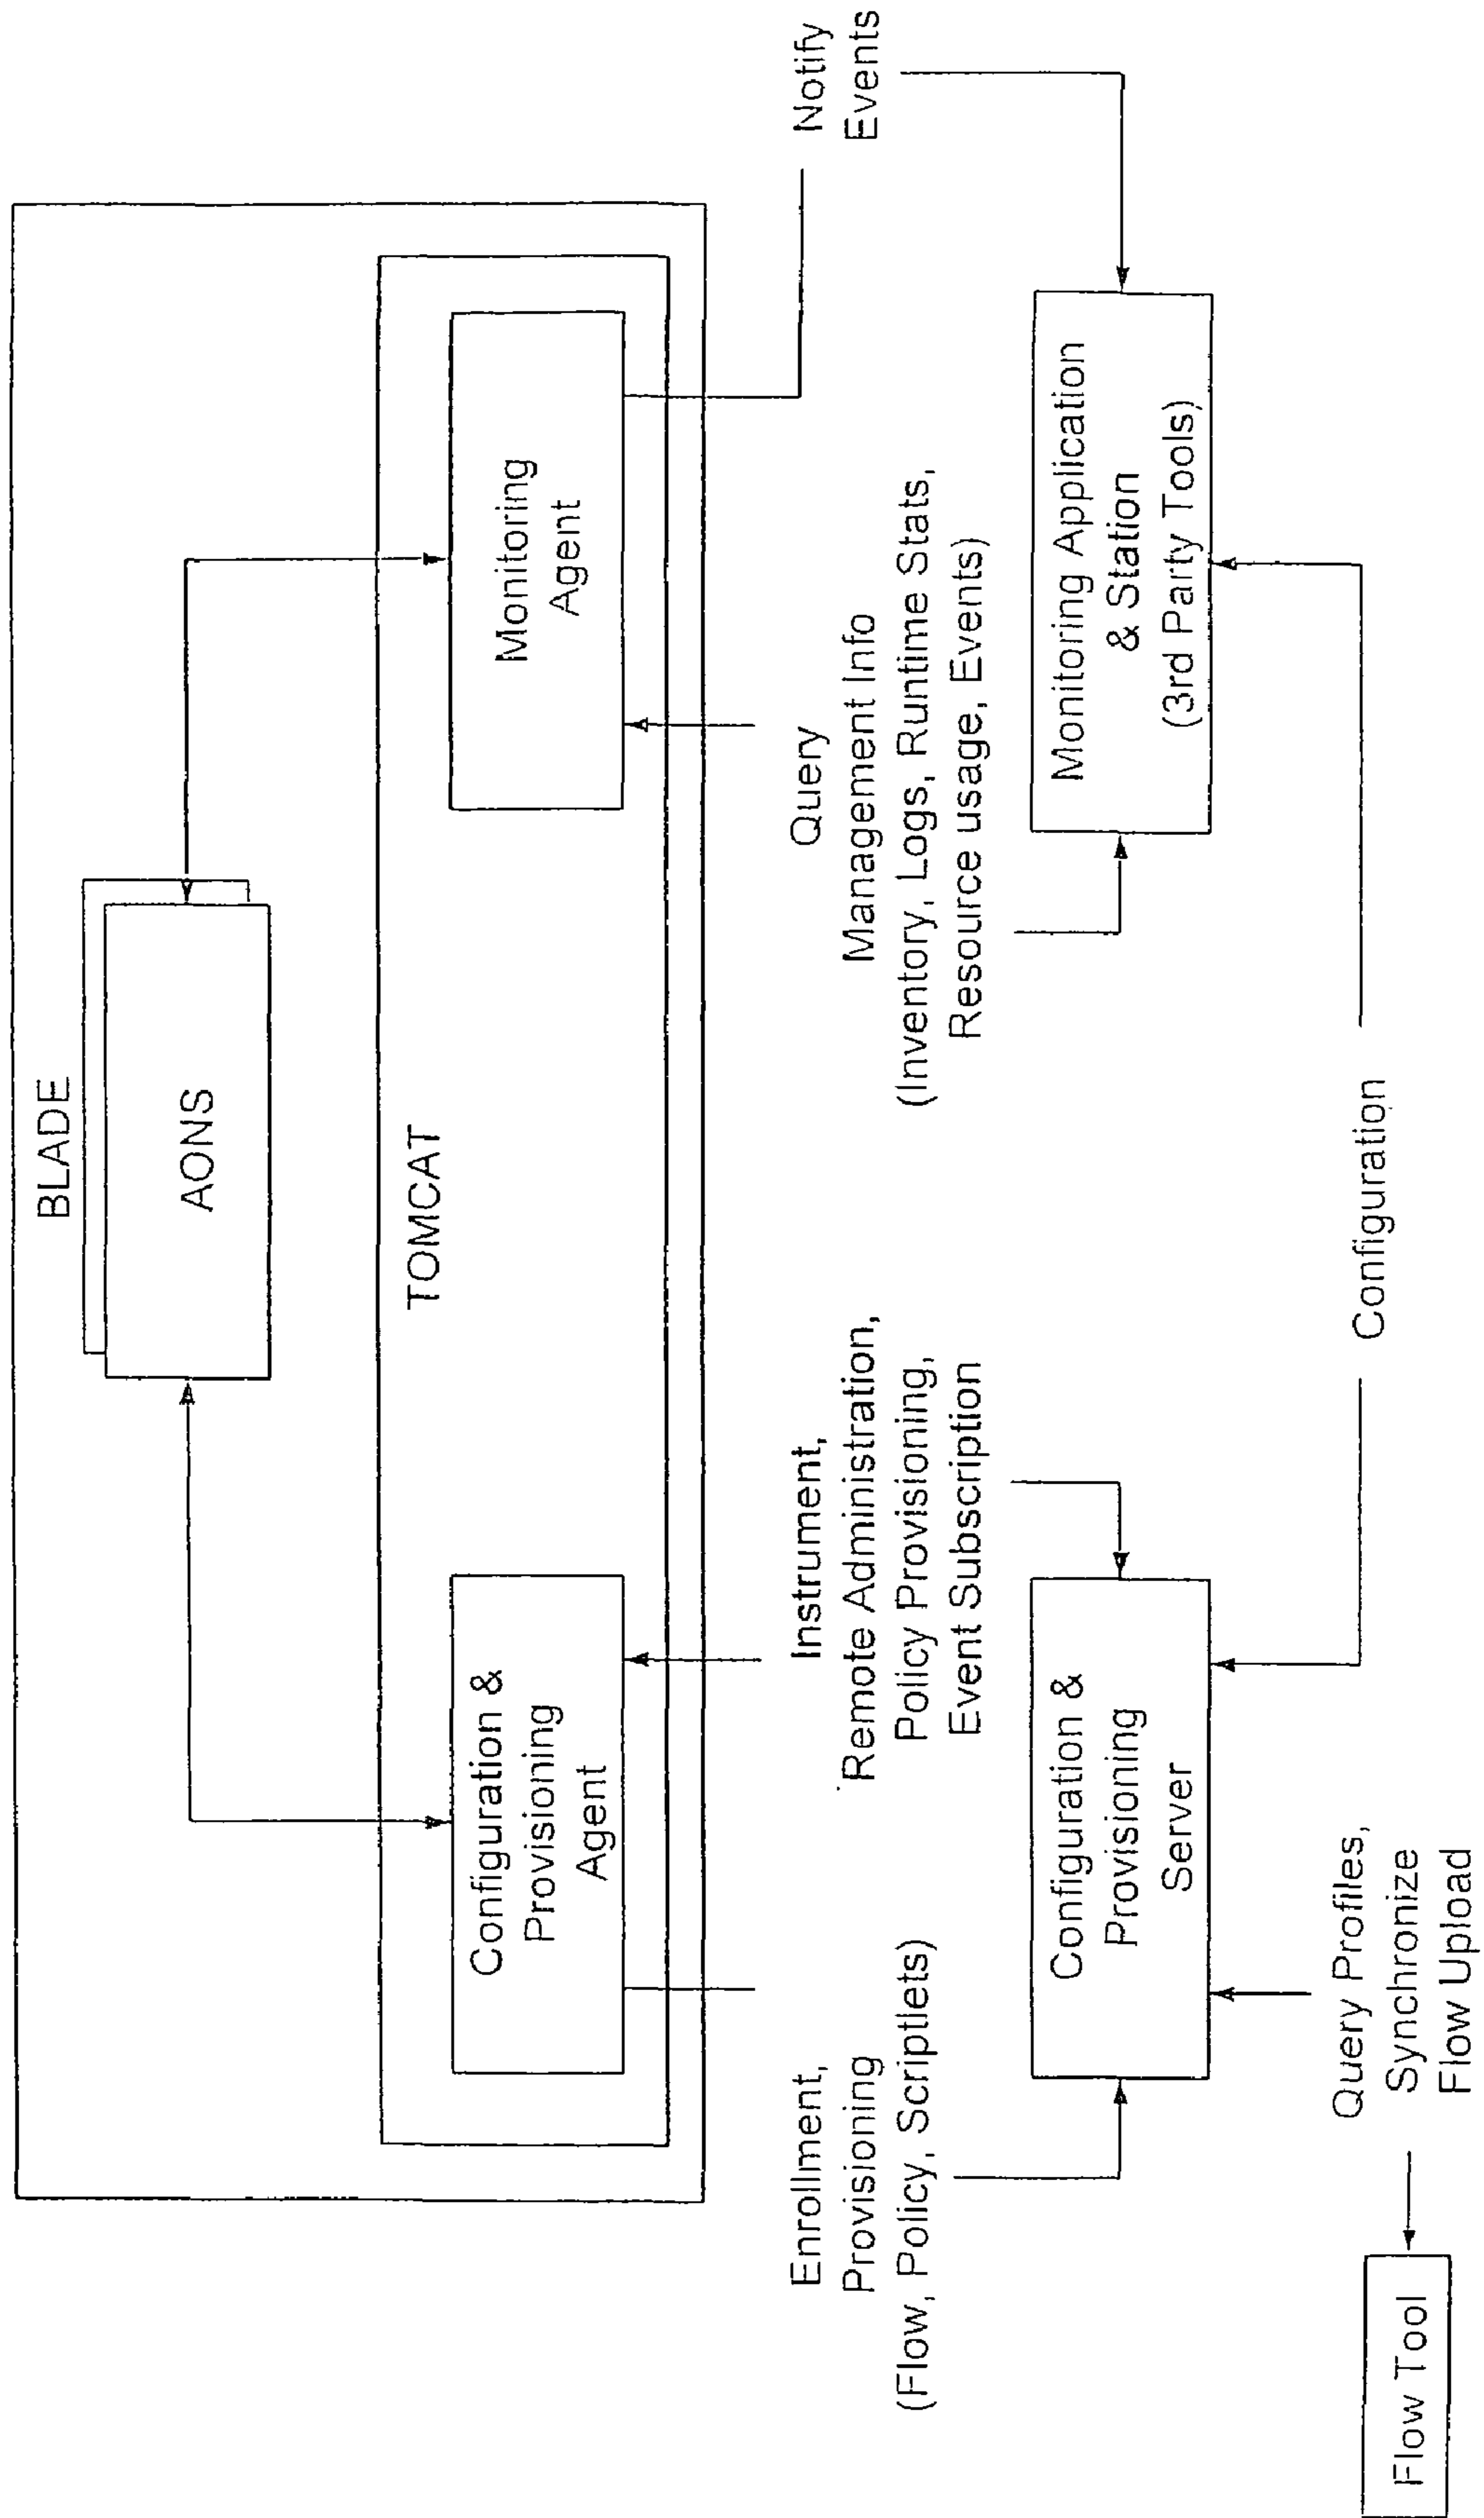 BLADE
AONS
TOMCAT
Configuration &
Provisioning
Agent
Monitoring
Agent
Enrollment,
Provisioning
(Flow, Policy, Scriptlets)
Instrument,
Remote Administration,
Policy Provisioning,
Event Subscription
Query
Management Info
(Inventory, Logs, Runtime Stats,
Resource usage, Events)
Notify
Events
Configuration &
Provisioning
Server
Monitoring Application
& Station
(3rd Party Tools)
Flow Tool
Query Profiles,
Synchronize
Flow Upload
Configuration